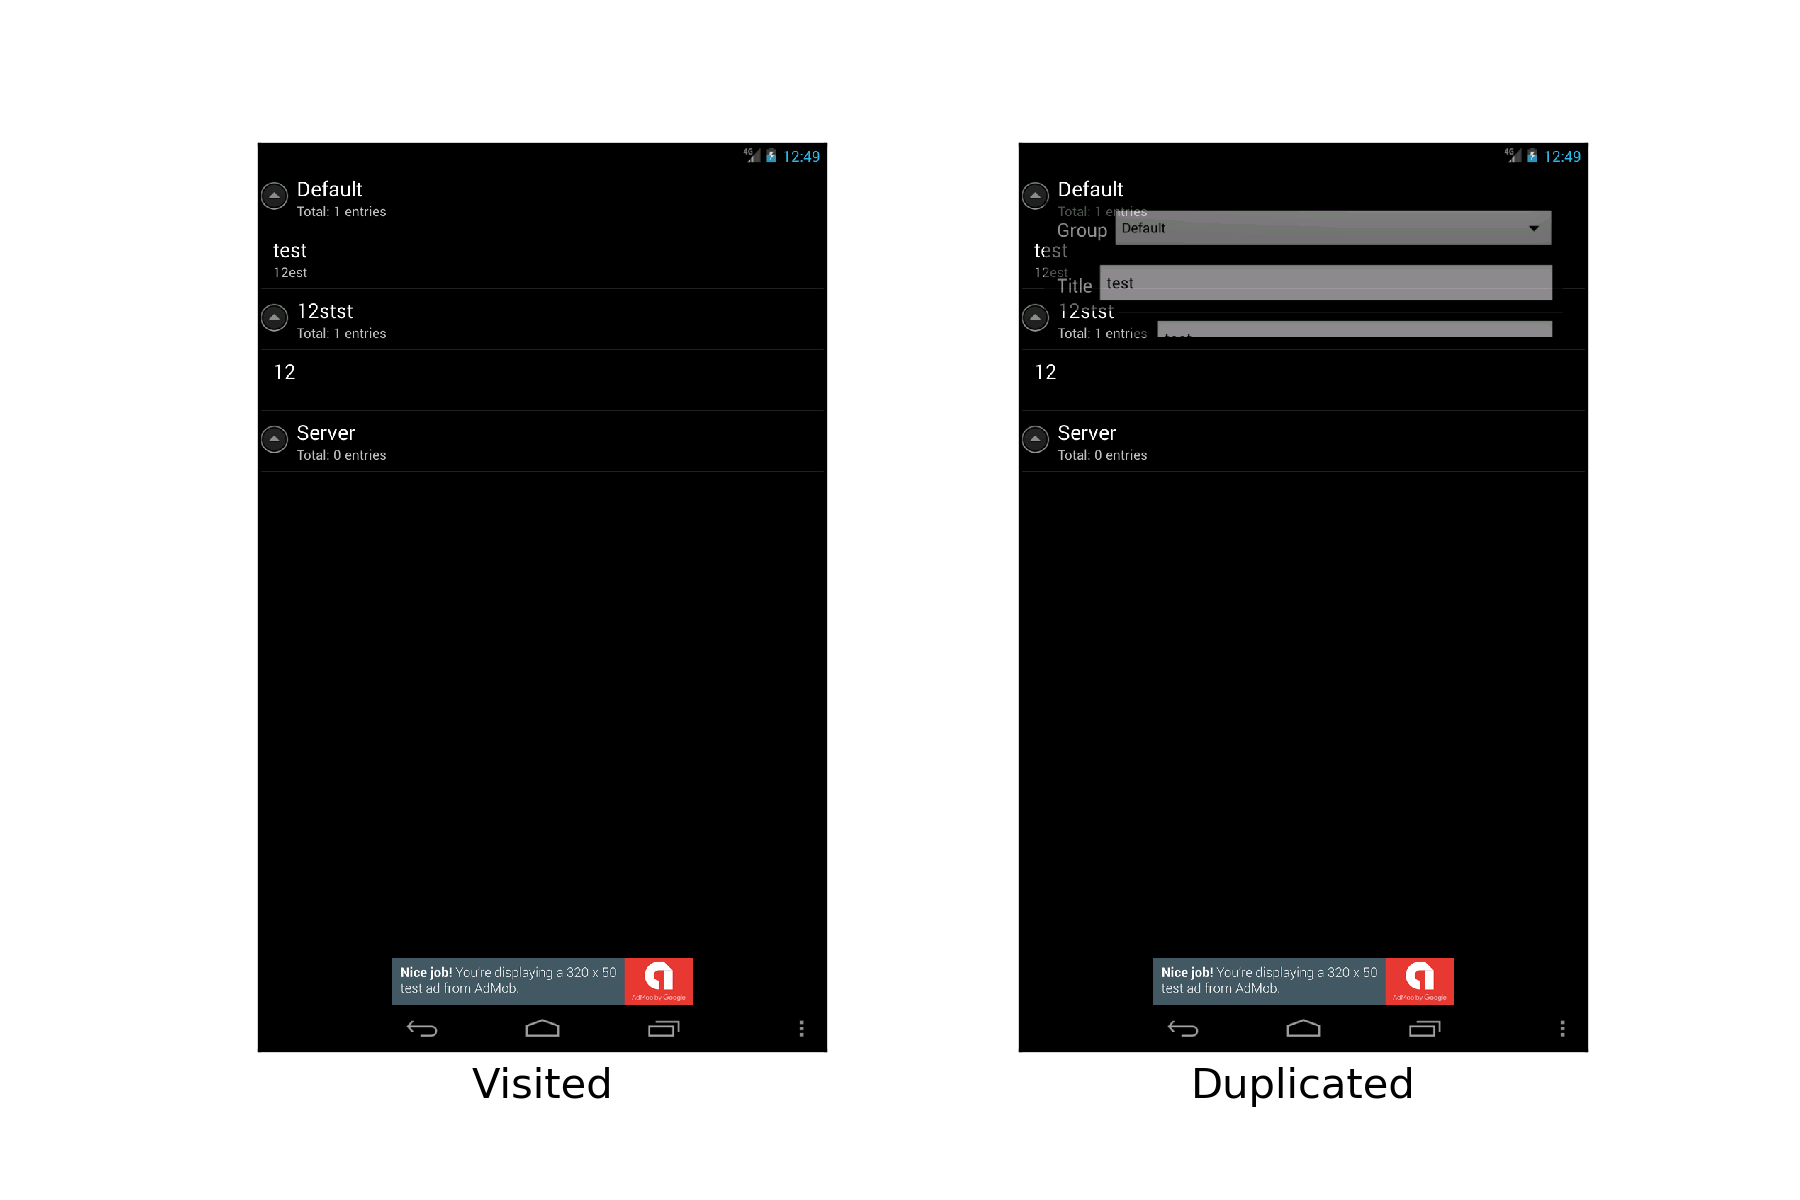 4G 12:49
Default
Total: 1 entries
test
12est
12stst
Total: 1 entries
12
Server
Total: 0 entries
Nice job! You're displaying a 320 x 50
test ad from AdMob.
AdMob by Google
Visited
4G 12:49
Default
Total: 1 entries
Group Default
test
12est
Title test
12stst
Total: 1 entries
12
Server
Total: 0 entries
Nice job! You're displaying a 320 x 50
test ad from AdMob.
AdMob by Google
Duplicated